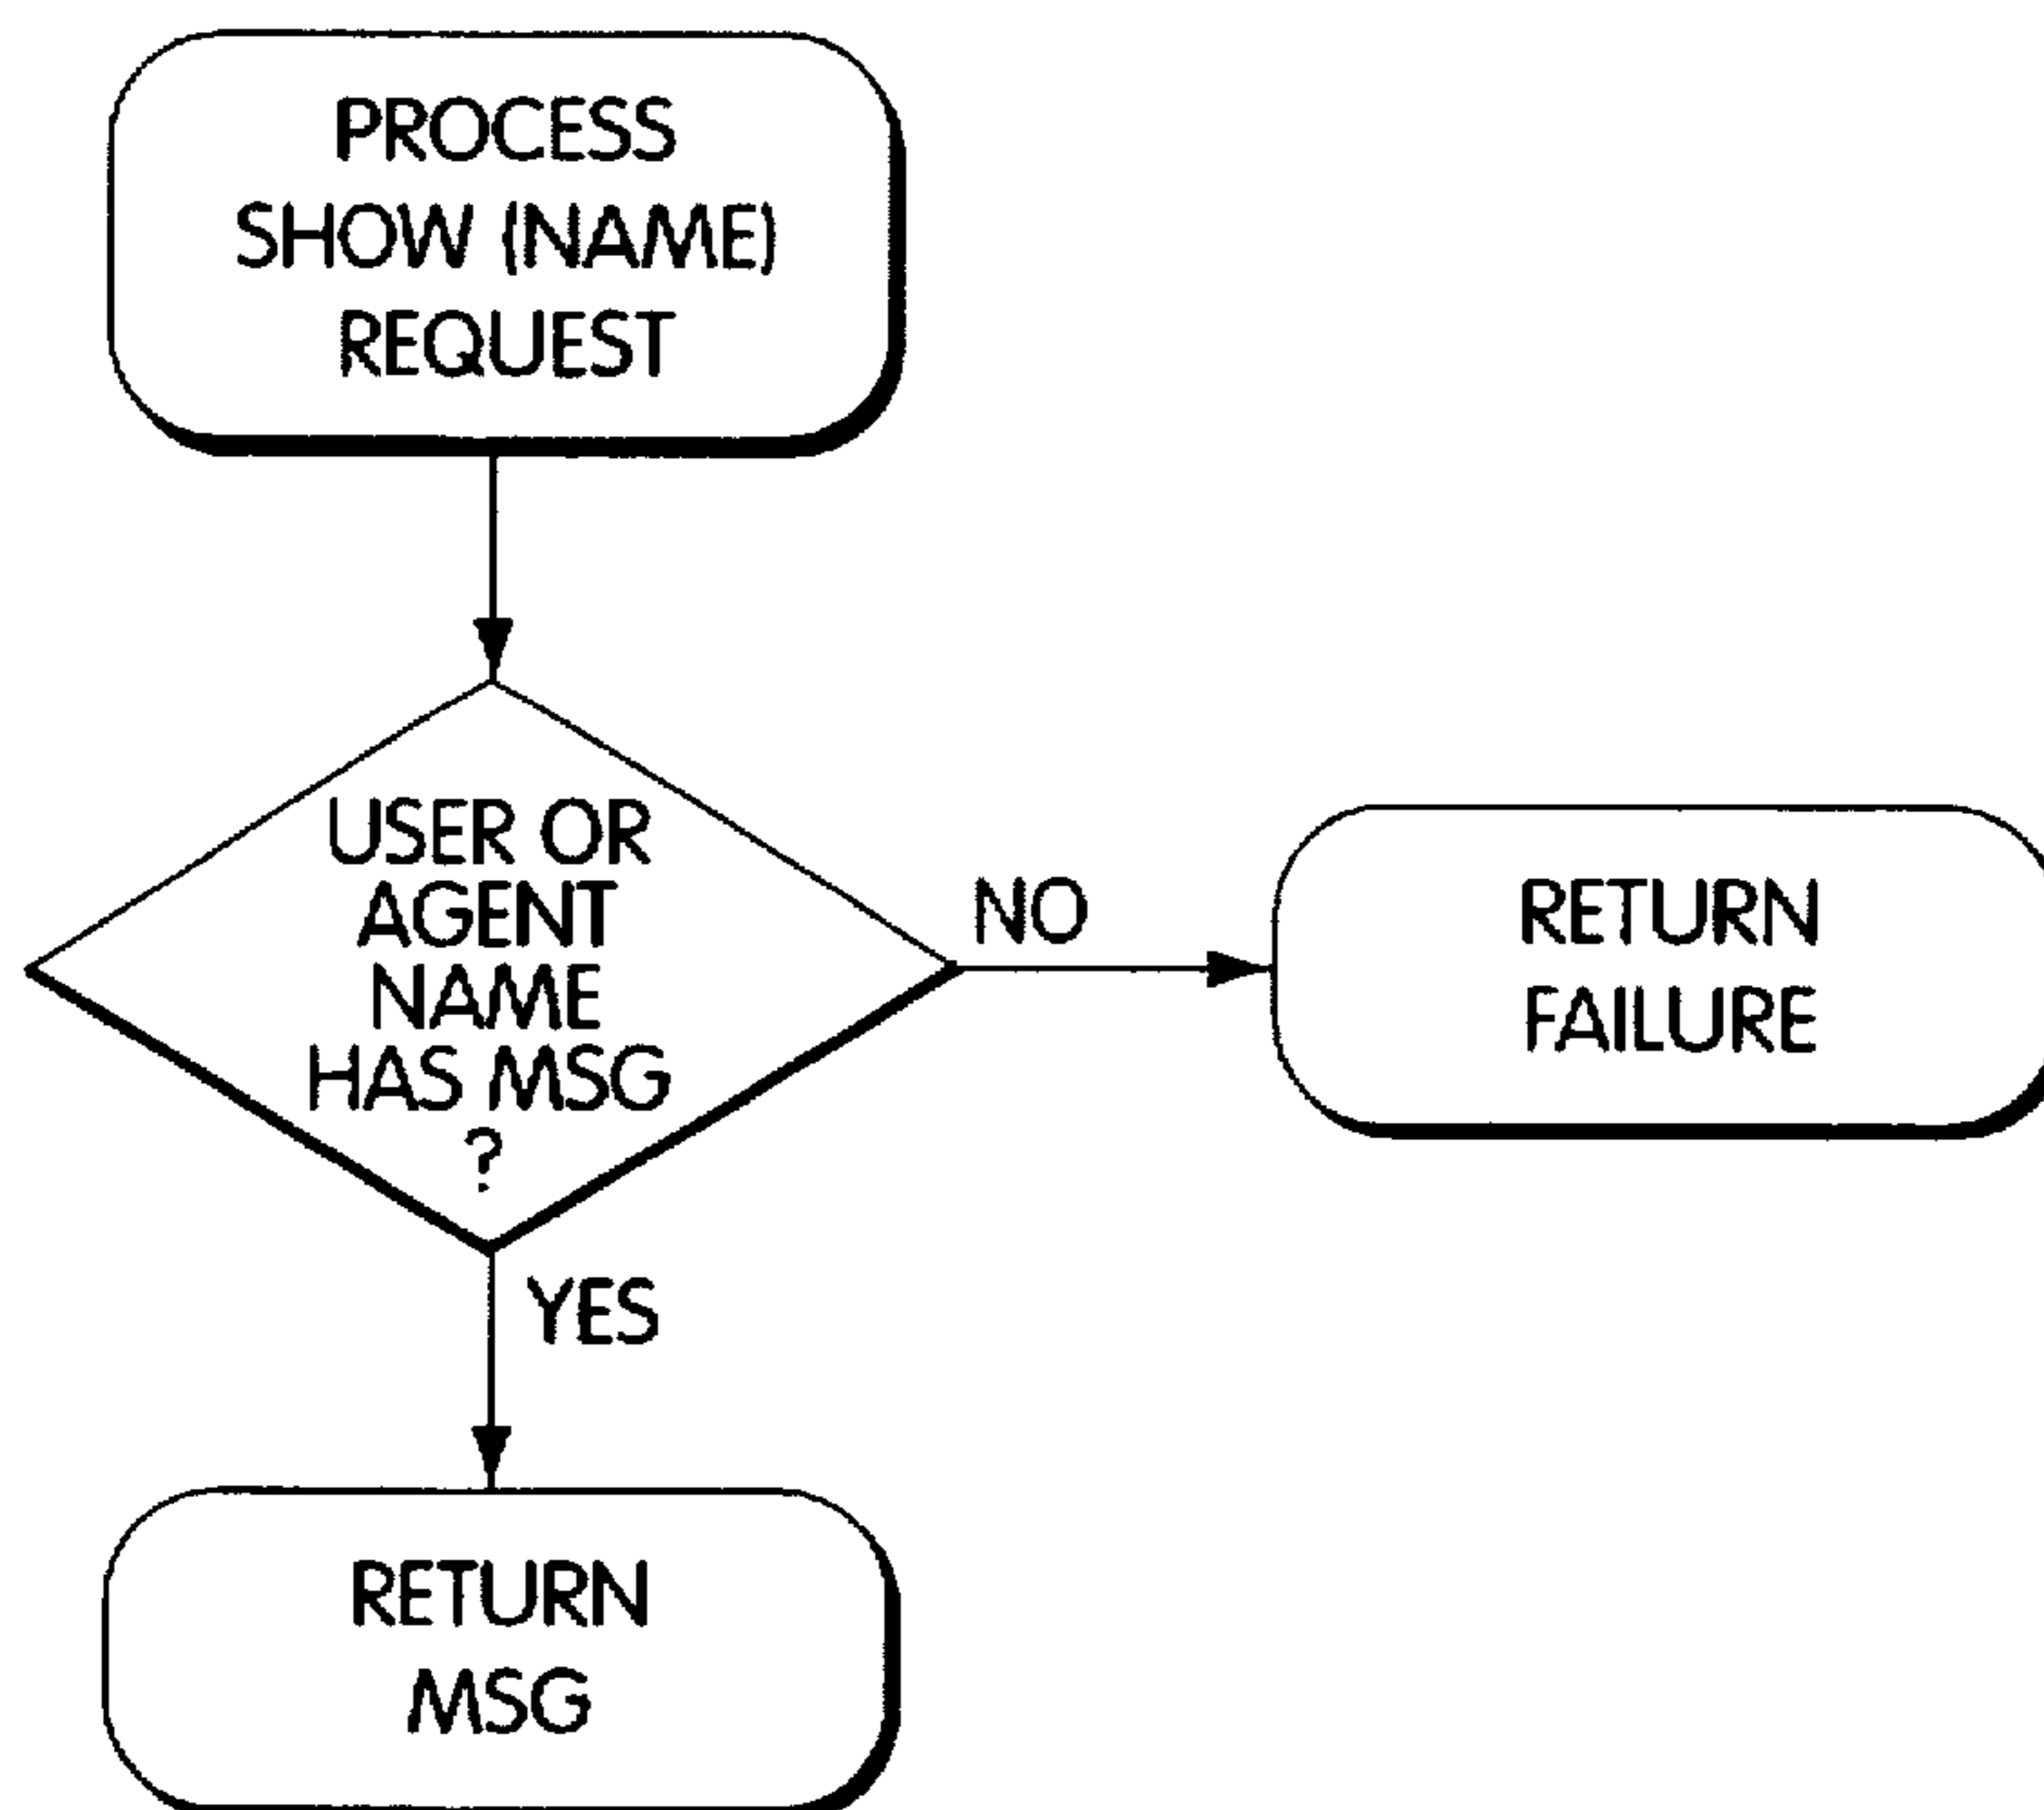 PROCESS
SHOW (NAME)
REQUEST
USER OR
AGENT
NAME
HAS MSG
?
NO
RETURN
FAILURE
YES
RETURN
MSG